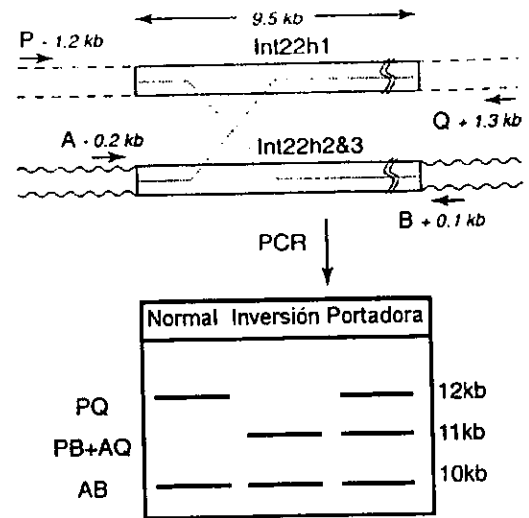 9.5 kb
P - 1.2 kb
Int22h1
Q + 1.3 kb
A - 0.2 kb
Int22h2&3
B + 0.1 kb
PCR
Normal Inversión Portadora
PQ
12kb
PB+AQ
11kb
AB
10kb